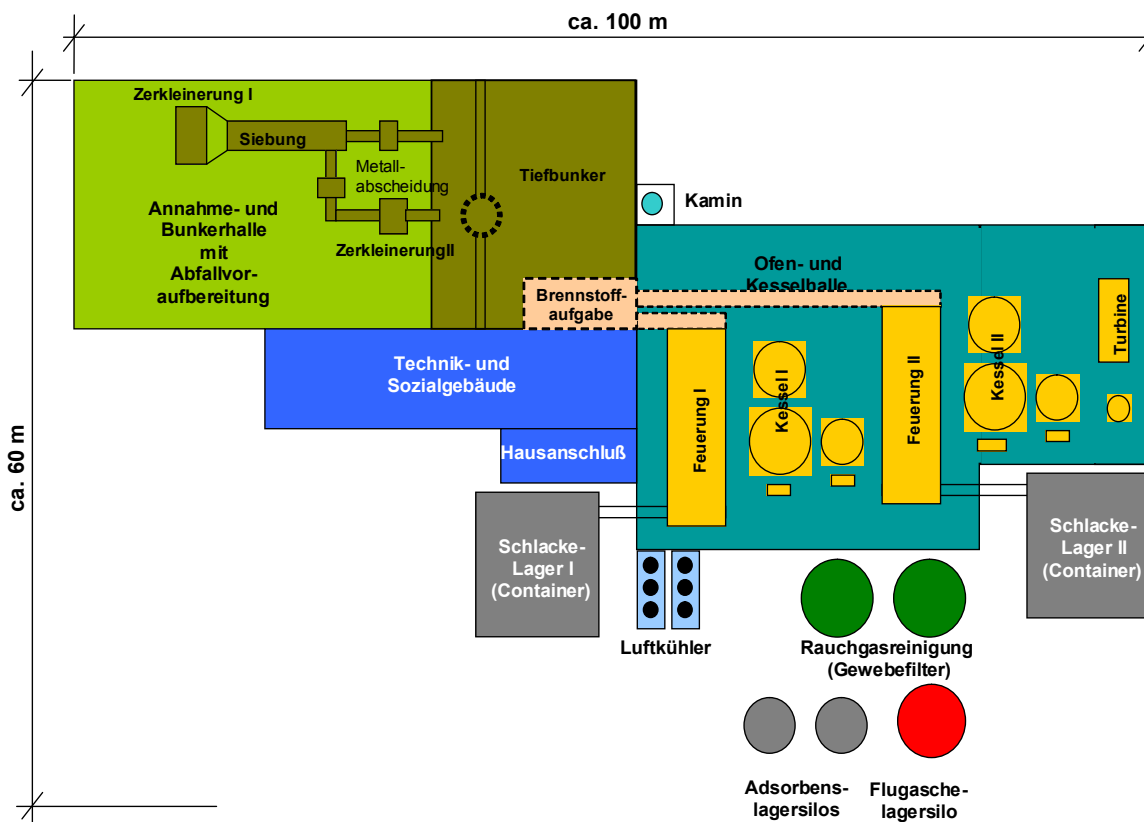 ca. 100 m
ca. 60 m
Zerkleinerung I
Siebung
Metall-
abscheidung
Tiefbunker
Annahme- und
Bunkerhalle
mit
Abfallvor-
aufbereitung
ZerkleinerungII
Kamin
Ofen- und
Kesselhalle
Brennstoff-
aufgabe
Turbine
Technik- und
Sozialgebäude
Feuerung I
Kessel I
Feuerung II
Kessel II
Hausanschluß
Schlacke-
Lager I
(Container)
Schlacke-
Lager II
(Container)
Luftkühler
Rauchgasreinigung
(Gewebefilter)
Adsorbens-
lagersilos
Flugasche-
lagersilo